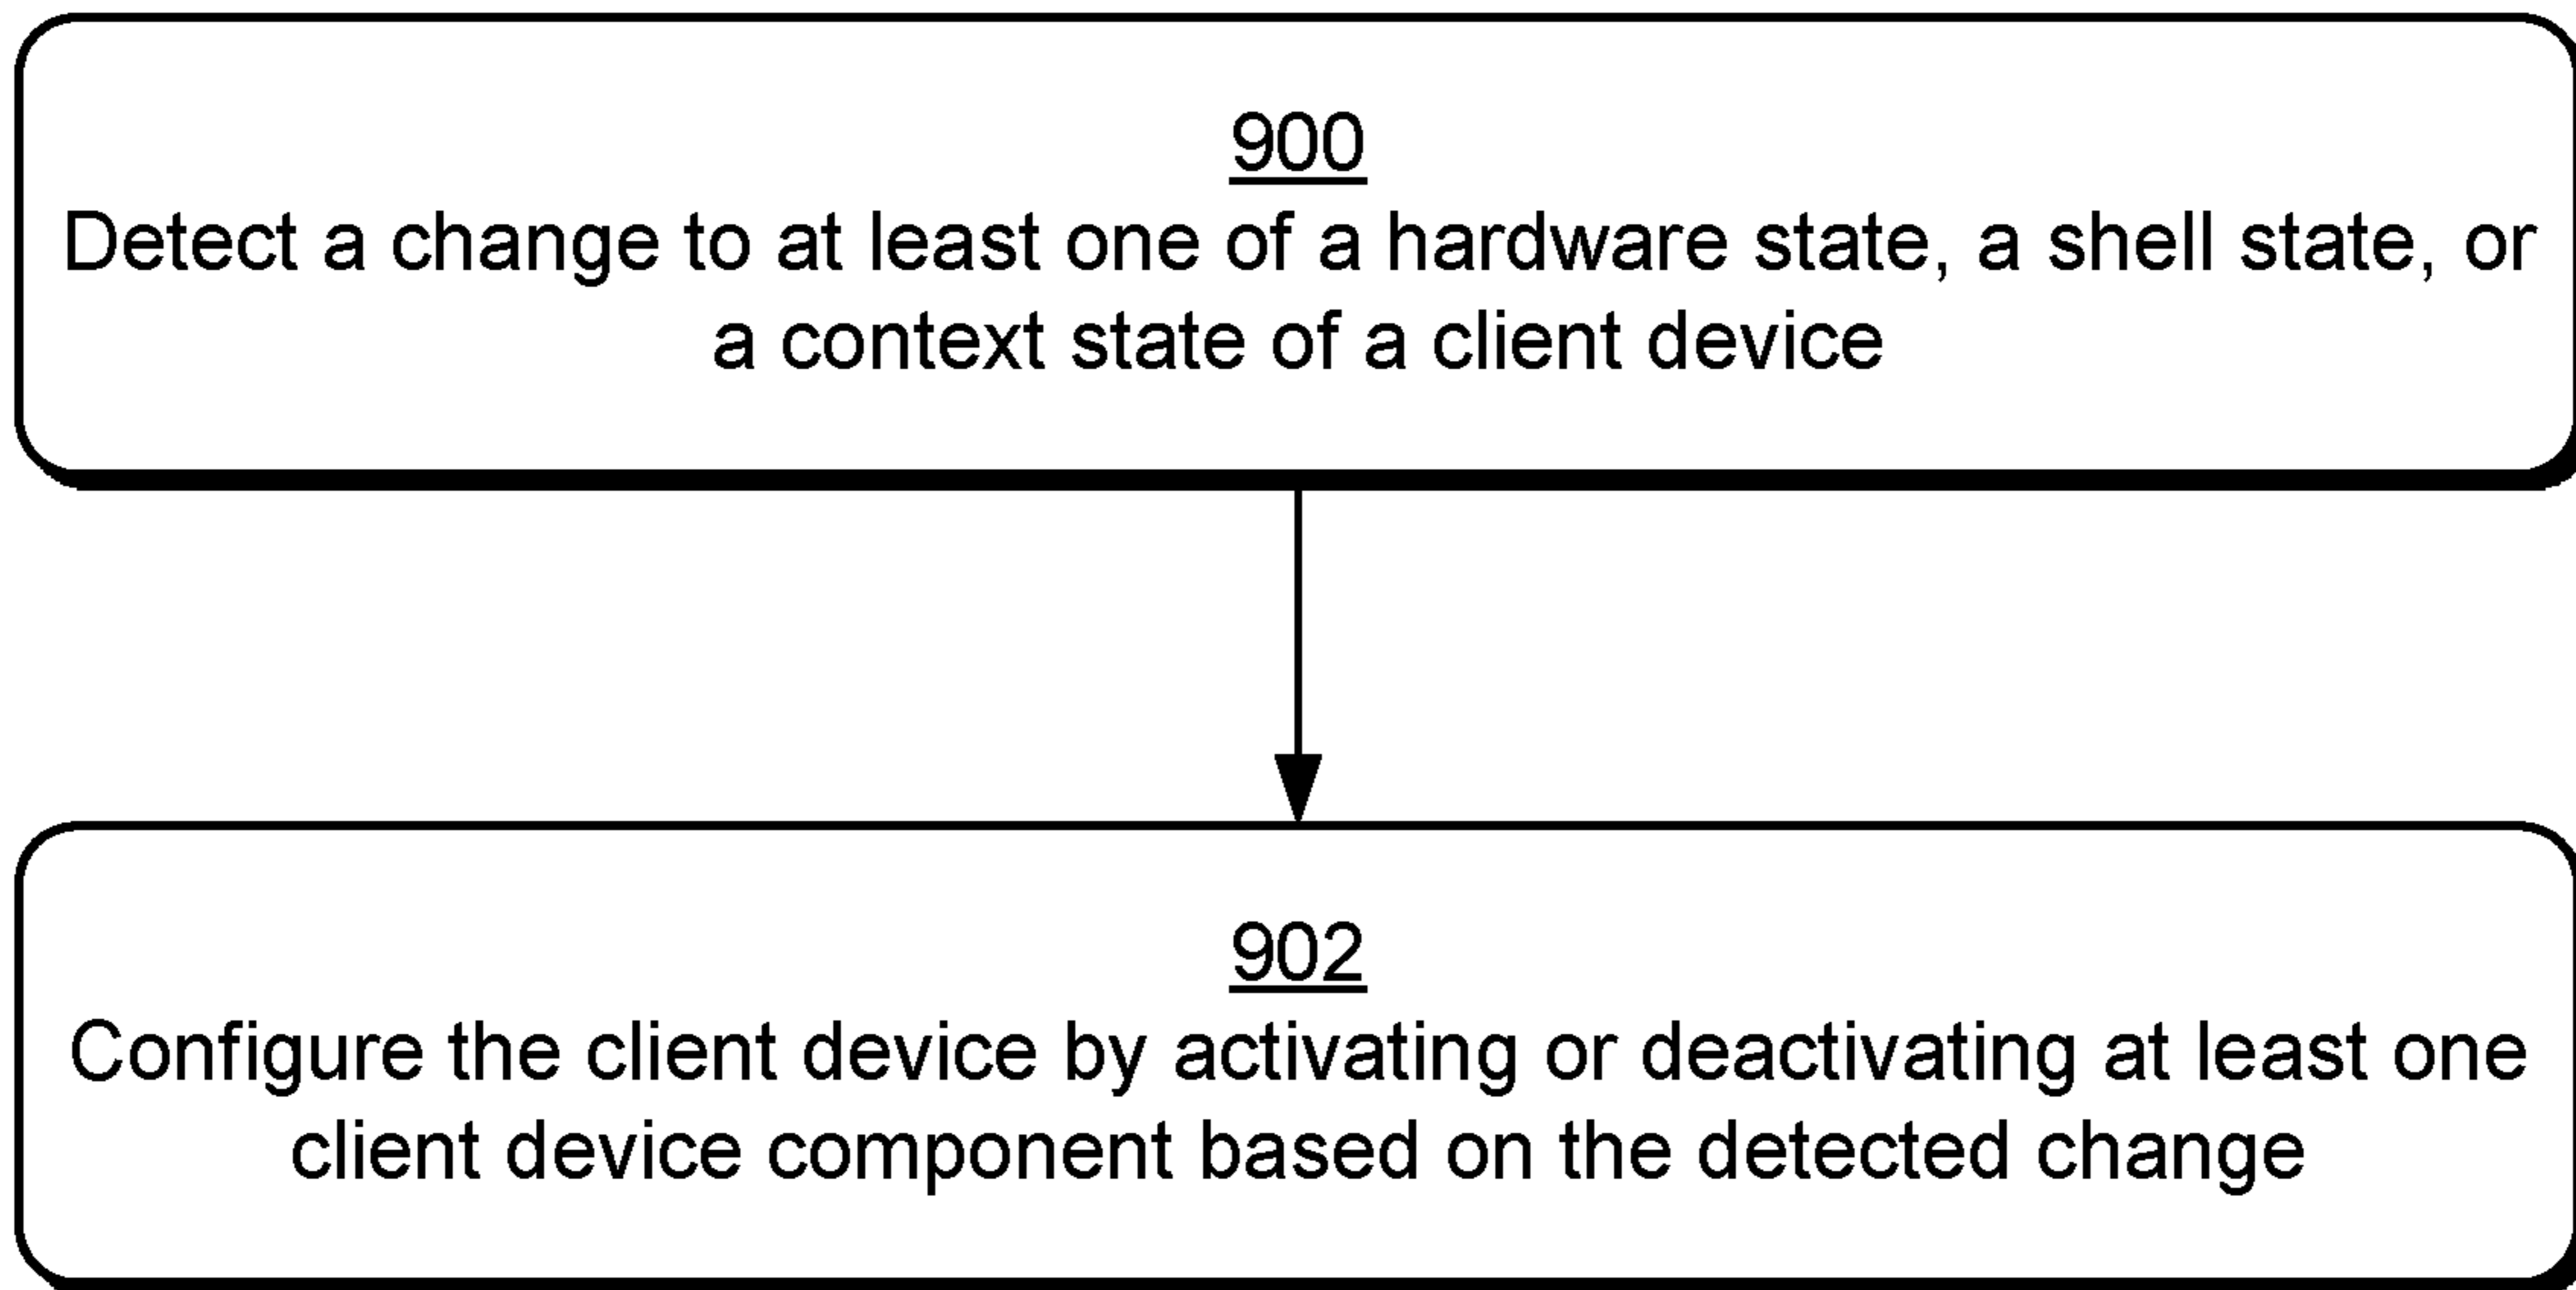 900
Detect a change to at least one of a hardware state, a shell state, or
a context state of a client device
902
Configure the client device by activating or deactivating at least one
client device component based on the detected change